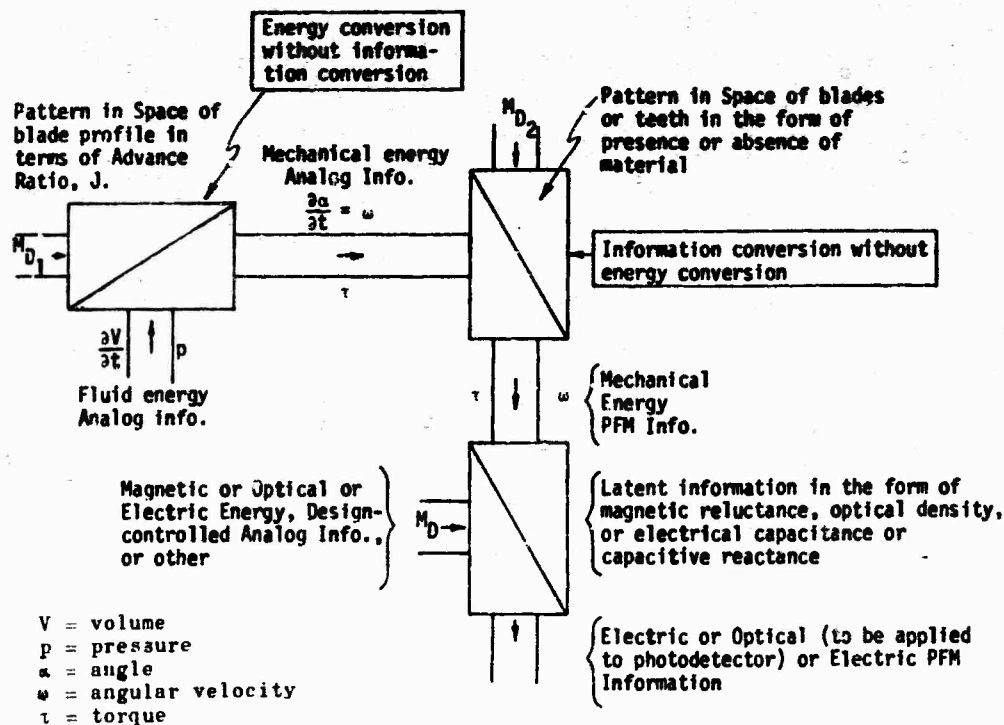 Energy conversion
without informa-
tion conversion
Pattern in Space of
blade profile in
terms of Advance
Ratio, J.
Mechanical energy
Analog Info.
∂α/∂t = ω
τ
M_D1
∂V/∂t
p
Fluid energy
Analog info.
M_D2
Pattern in Space of blades
or teeth in the form of
presence or absence of
material
Information conversion without
energy conversion
τ
ω
Mechanical
Energy
PFM Info.
Magnetic or Optical or
Electric Energy, Design-
controlled Analog Info.,
or other
M_D
Latent information in the form of
magnetic reluctance, optical density,
or electrical capacitance or
capacitive reactance
Electric or Optical (to be applied
to photodetector) or Electric PFM
Information
V = volume
p = pressure
α = angle
ω = angular velocity
τ = torque